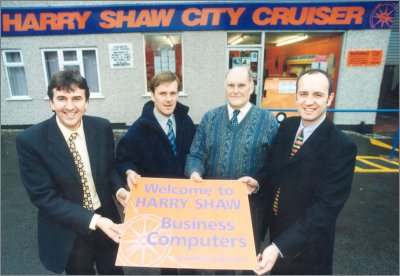 HARRY SHAW CITY CRUISER
Welcome to
HARRY SHAW
Business
Computers